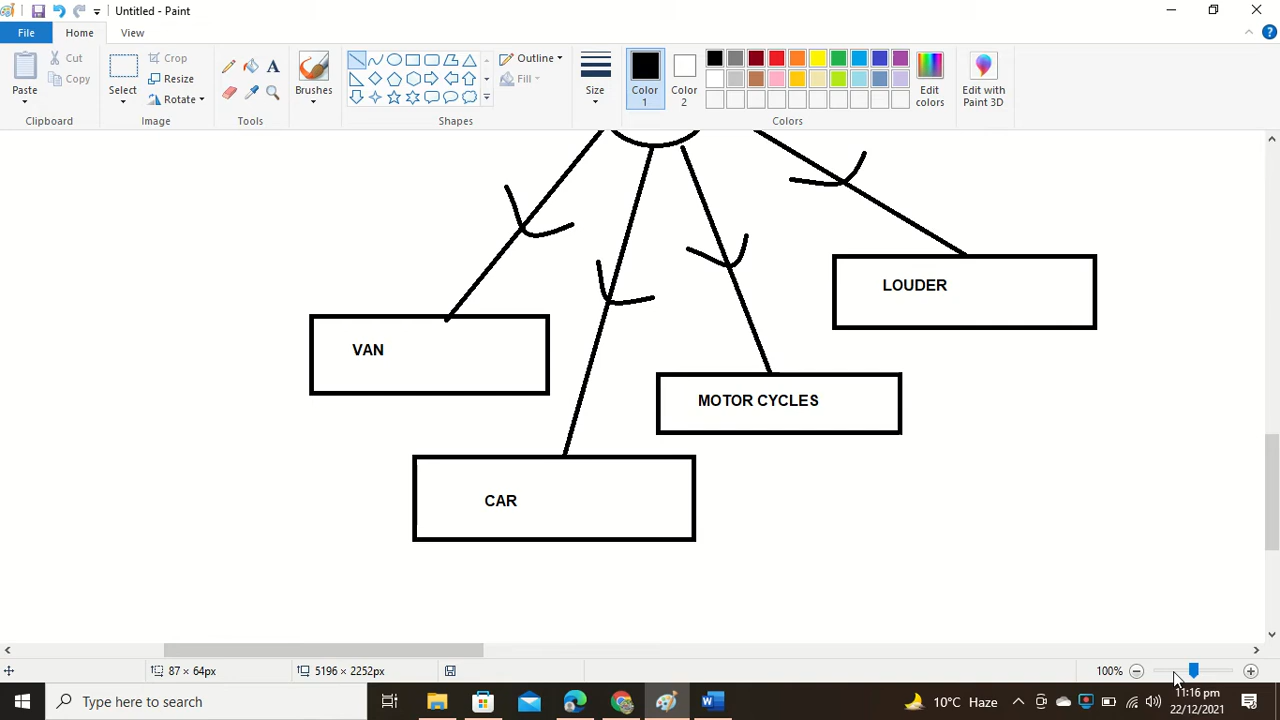 Untitled - Paint
File
Home
View
Paste
Cut
Copy
Clipboard
Select
Crop
Resize
Rotate
Image
A
Tools
Brushes
Shapes
Outline
Fill
Size
Color 1
Color 2
Edit colors
Colors
Edit with Paint 3D
LOUDER
VAN
MOTOR CYCLES
CAR
87 × 64px
5196 × 2252px
100%
Type here to search
10°C Haze
11:16 pm
22/12/2021